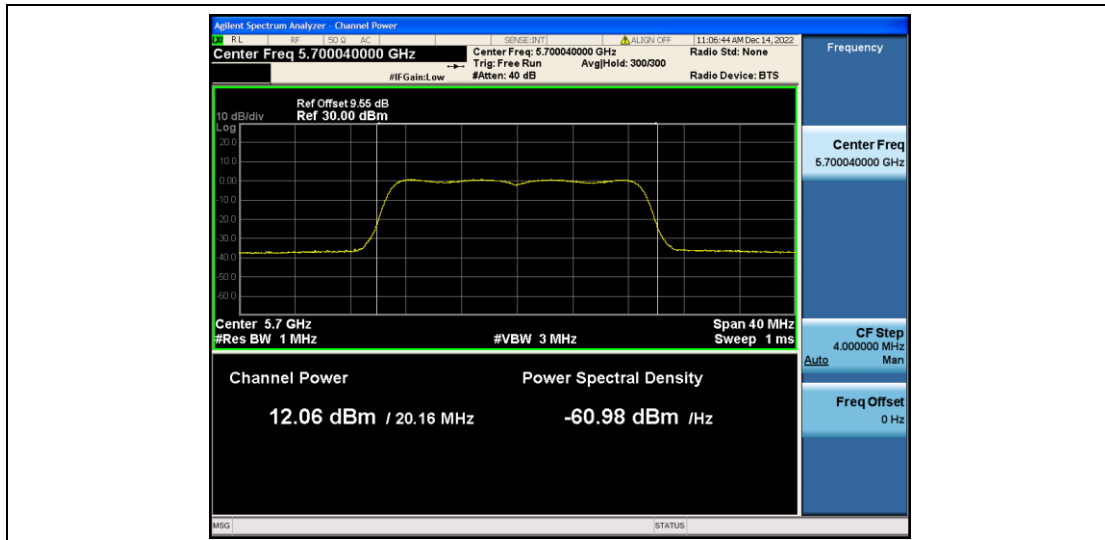 Agilent Spectrum Analyzer - Channel Power
RL RF 50 Ω AC SENSE:INT ALIGN OFF 11:06:44 AM Dec 14, 2022
Center Freq 5.700040000 GHz
Center Freq: 5.700040000 GHz Radio Std: None
Trig: Free Run Avg|Hold: 300/300
#IFGain:Low #Atten: 40 dB Radio Device: BTS
Ref Offset 9.55 dB
10 dB/div Ref 30.00 dBm
Log
20.0
10.0
0.00
-10.0
-20.0
-30.0
-40.0
-50.0
-60.0
Center 5.7 GHz Span 40 MHz
#Res BW 1 MHz #VBW 3 MHz Sweep 1 ms
Channel Power Power Spectral Density
12.06 dBm / 20.16 MHz -60.98 dBm /Hz
MSG STATUS
Frequency
Center Freq
5.700040000 GHz
CF Step
4.000000 MHz
Auto Man
Freq Offset
0 Hz